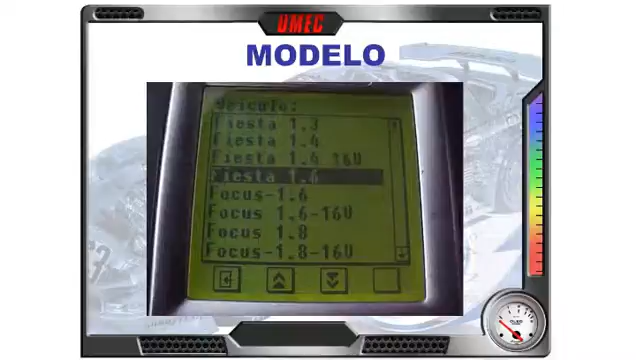 UMEC
MODELO
Veiculo:
Fiesta 1.3
Fiesta 1.4
Fiesta 1.4 16V
Fiesta 1.6
Focus-1.6
Focus 1.6-16V
Focus 1.8
Focus-1.8-16V